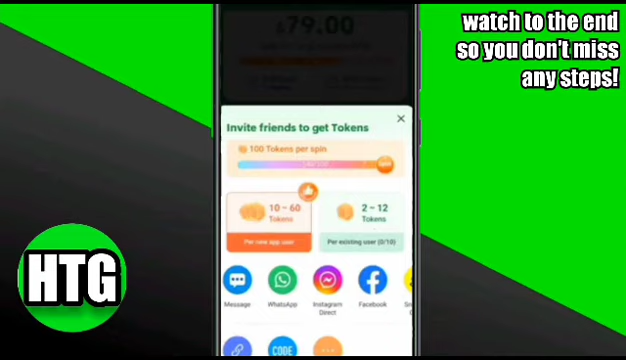 watch to the end
so you don't miss
any steps!
79.00
Invite friends to get Tokens
100 Tokens per spin
10 ~ 60
Tokens
Per new app user
2 ~ 12
Tokens
Per existing user (0/10)
Message
WhatsApp
Instagram
Direct
Facebook
CODE
HTG